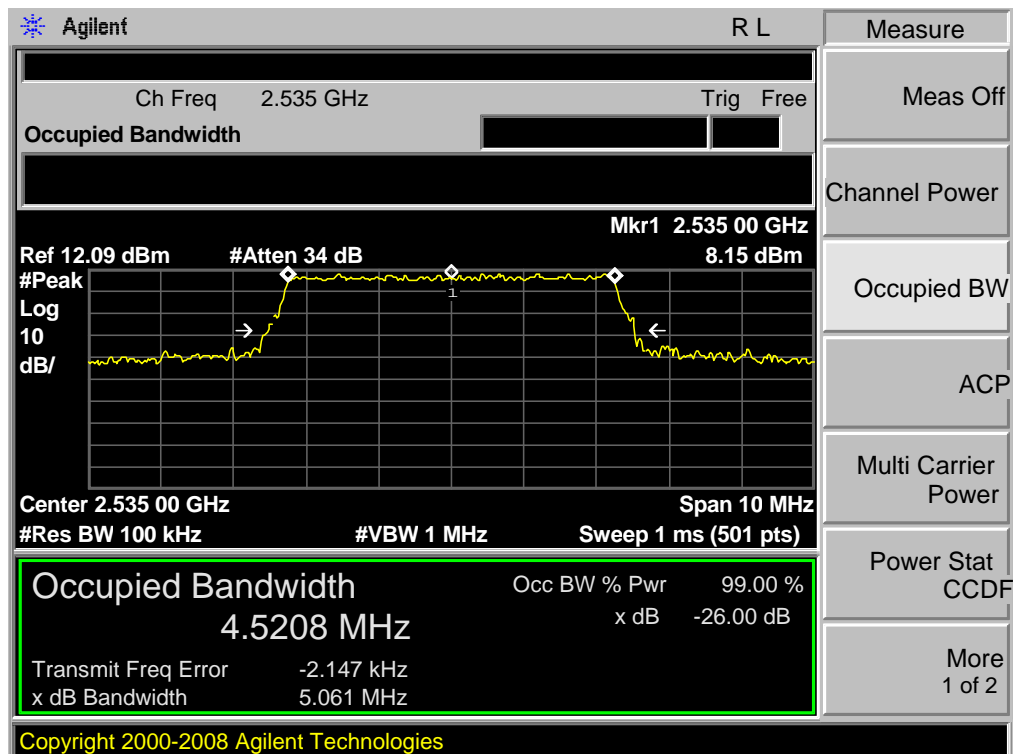 Agilent R L
Ch Freq 2.535 GHz Trig Free
Occupied Bandwidth
Mkr1 2.535 00 GHz
Ref 12.09 dBm #Atten 34 dB 8.15 dBm
#Peak
Log
10
dB/
1
Center 2.535 00 GHz Span 10 MHz
#Res BW 100 kHz #VBW 1 MHz Sweep 1 ms (501 pts)
Occupied Bandwidth Occ BW % Pwr 99.00 %
4.5208 MHz x dB -26.00 dB
Transmit Freq Error -2.147 kHz
x dB Bandwidth 5.061 MHz
Copyright 2000-2008 Agilent Technologies
Measure
Meas Off
Channel Power
Occupied BW
ACP
Multi Carrier
Power
Power Stat
CCDF
More
1 of 2